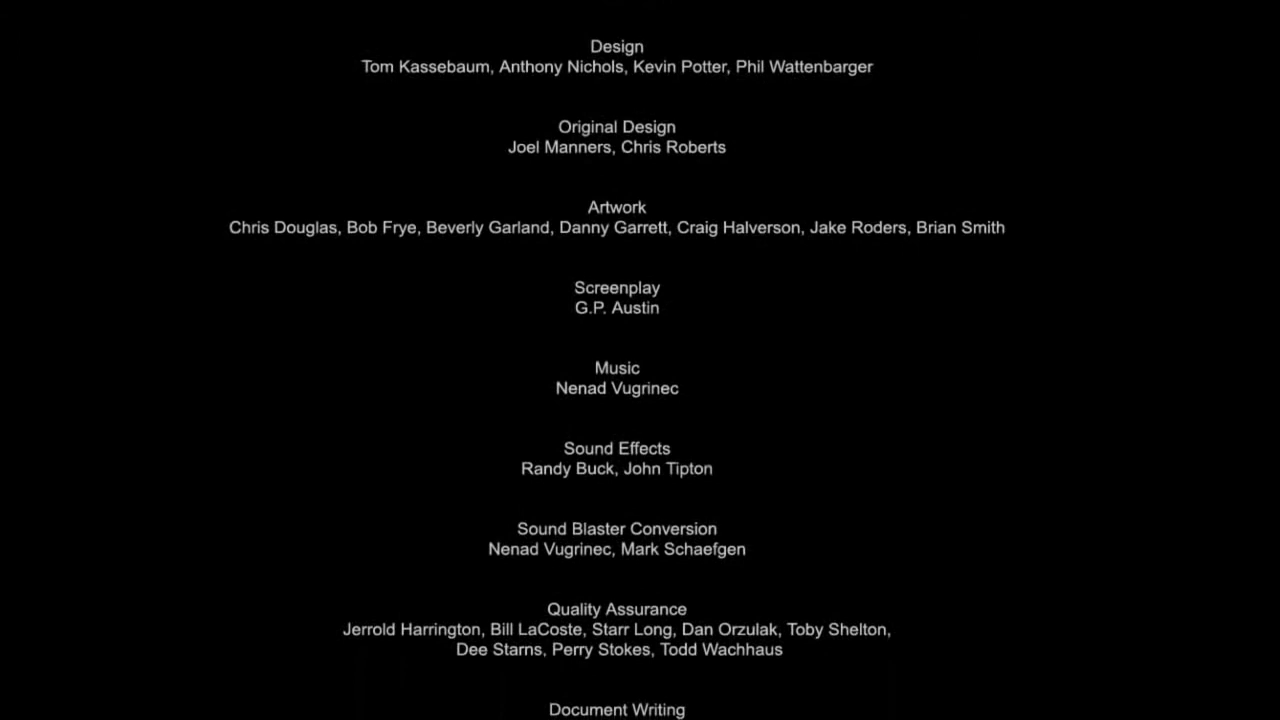 Design
Tom Kassebaum, Anthony Nichols, Kevin Potter, Phil Wattenbarger
Original Design
Joel Manners, Chris Roberts
Artwork
Chris Douglas, Bob Frye, Beverly Garland, Danny Garrett, Craig Halverson, Jake Roders, Brian Smith
Screenplay
G.P. Austin
Music
Nenad Vugrinec
Sound Effects
Randy Buck, John Tipton
Sound Blaster Conversion
Nenad Vugrinec, Mark Schaefgen
Quality Assurance
Jerrold Harrington, Bill LaCoste, Starr Long, Dan Orzulak, Toby Shelton,
Dee Starns, Perry Stokes, Todd Wachhaus
Document Writing